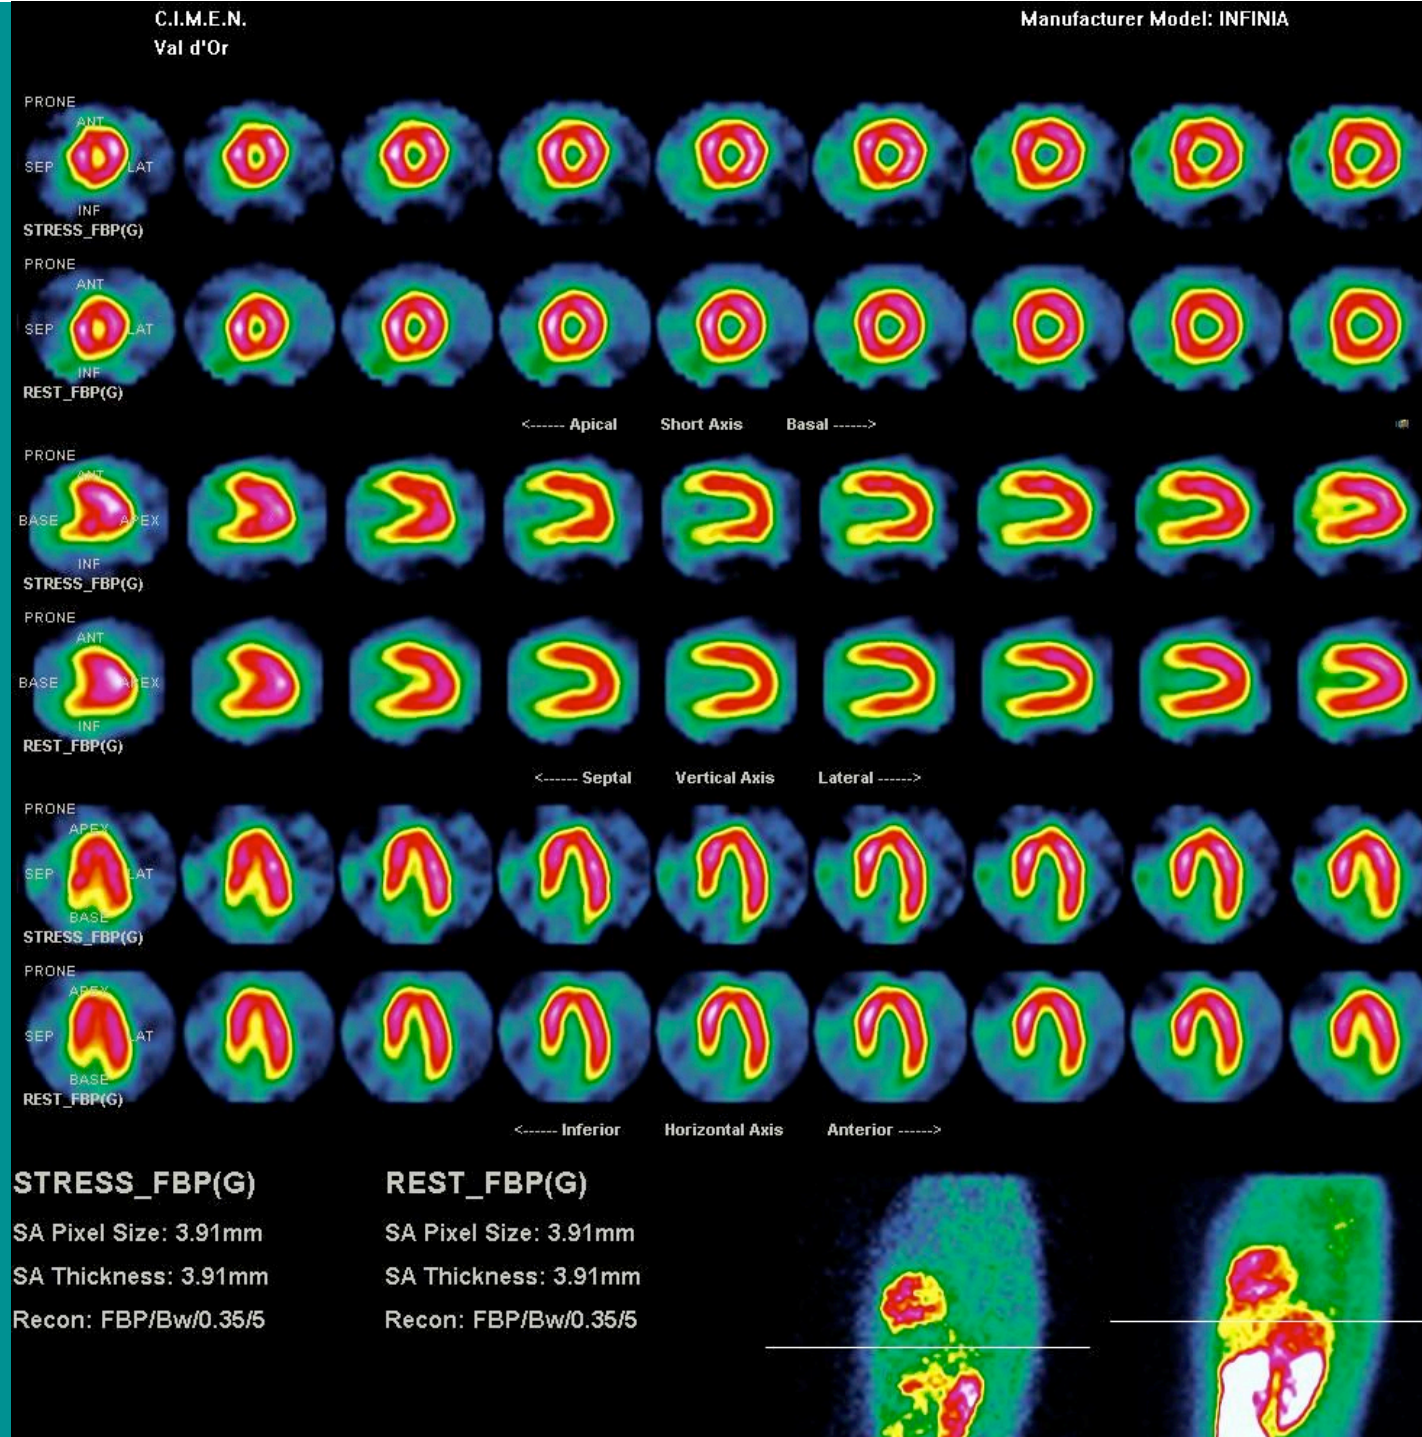 C.I.M.E.N.
Manufacturer Model: INFINIA
Val d'Or
PRONE
ANT
SEP LAT
INF
STRESS_FBP(G)
PRONE
ANT
SEP LAT
INF
REST_FBP(G)
<------ Apical Short Axis Basal ------>
PRONE
ANT
BASE APEX
INF
STRESS_FBP(G)
PRONE
ANT
BASE APEX
INF
REST_FBP(G)
<------ Septal Vertical Axis Lateral ------>
PRONE
APEX
SEP LAT
BASE
STRESS_FBP(G)
PRONE
APEX
SEP LAT
BASE
REST_FBP(G)
<------ Inferior Horizontal Axis Anterior ------>
STRESS_FBP(G)
SA Pixel Size: 3.91mm
SA Thickness: 3.91mm
Recon: FBP/Bw/0.35/5
REST_FBP(G)
SA Pixel Size: 3.91mm
SA Thickness: 3.91mm
Recon: FBP/Bw/0.35/5